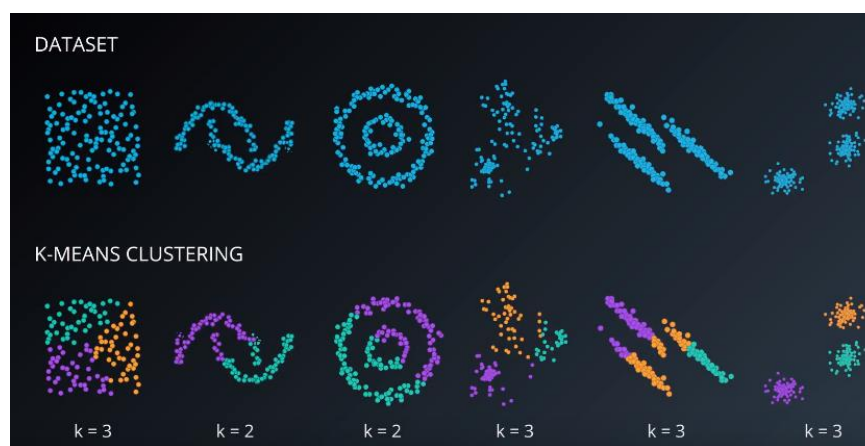 DATASET
K-MEANS CLUSTERING
k = 3 k = 2 k = 2 k = 3 k = 3 k = 3